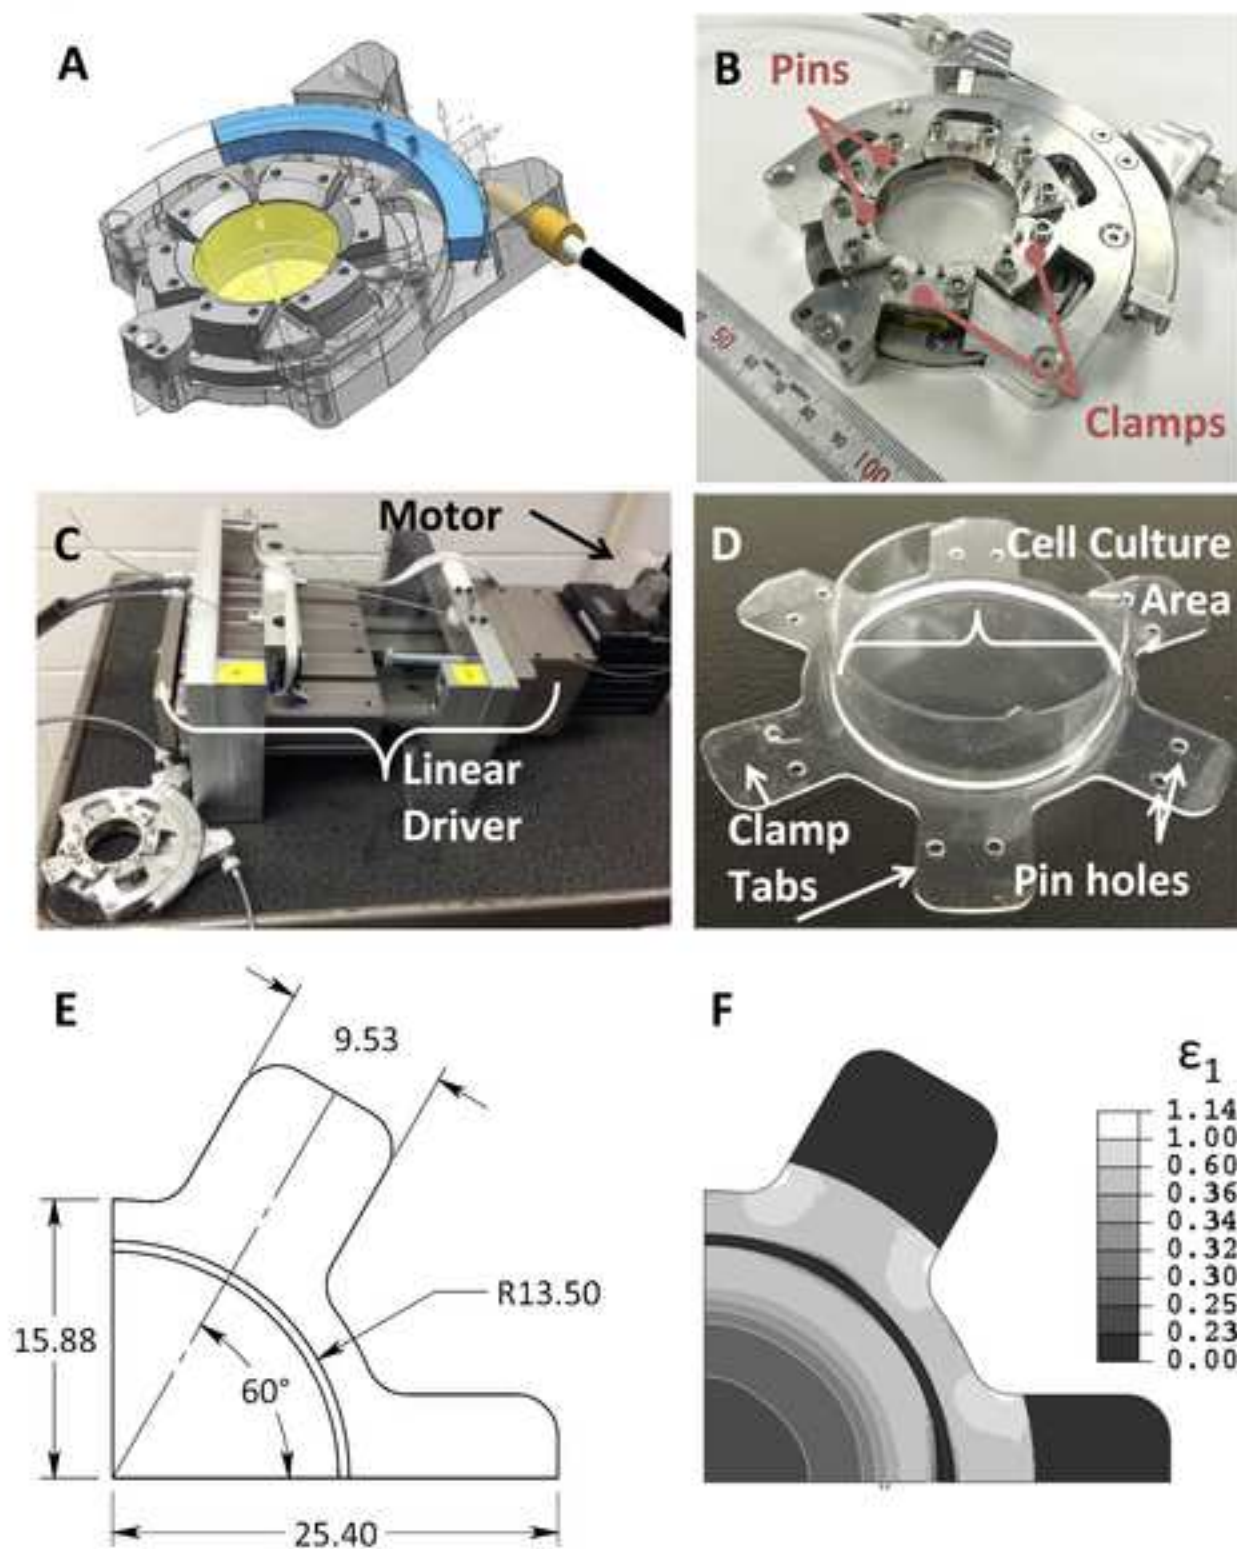 A
B
Pins
Clamps
50
100
C
Motor
Linear
Driver
D
Cell Culture
Area
Clamp
Tabs
Pin holes
E
9.53
15.88
R13.50
60°
25.40
F
ε1
1.14
1.00
0.60
0.36
0.34
0.32
0.30
0.25
0.23
0.00